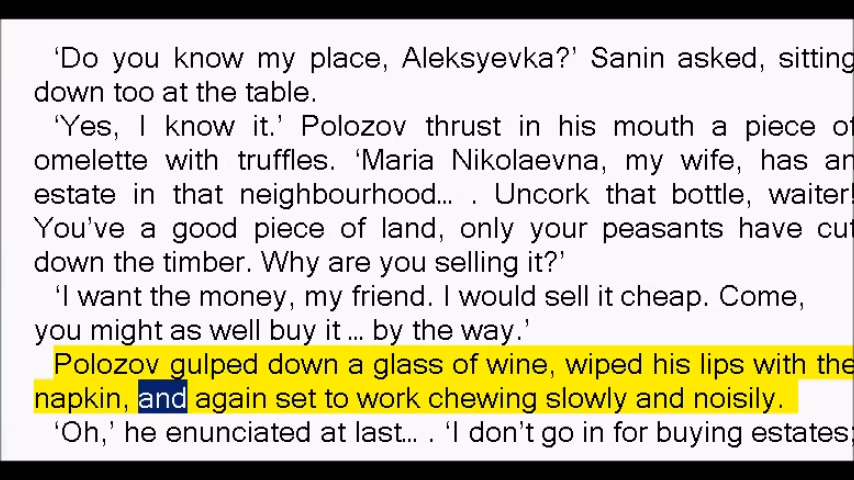 ‘Do you know my place, Aleksyevka?’ Sanin asked, sitting
down too at the table.
‘Yes, I know it.’ Polozov thrust in his mouth a piece of
omelette with truffles. ‘Maria Nikolaevna, my wife, has an
estate in that neighbourhood... . Uncork that bottle, waiter!
You’ve a good piece of land, only your peasants have cut
down the timber. Why are you selling it?’
‘I want the money, my friend. I would sell it cheap. Come,
you might as well buy it ... by the way.’
Polozov gulped down a glass of wine, wiped his lips with the
napkin, and again set to work chewing slowly and noisily.
‘Oh,’ he enunciated at last... . ‘I don’t go in for buying estates;